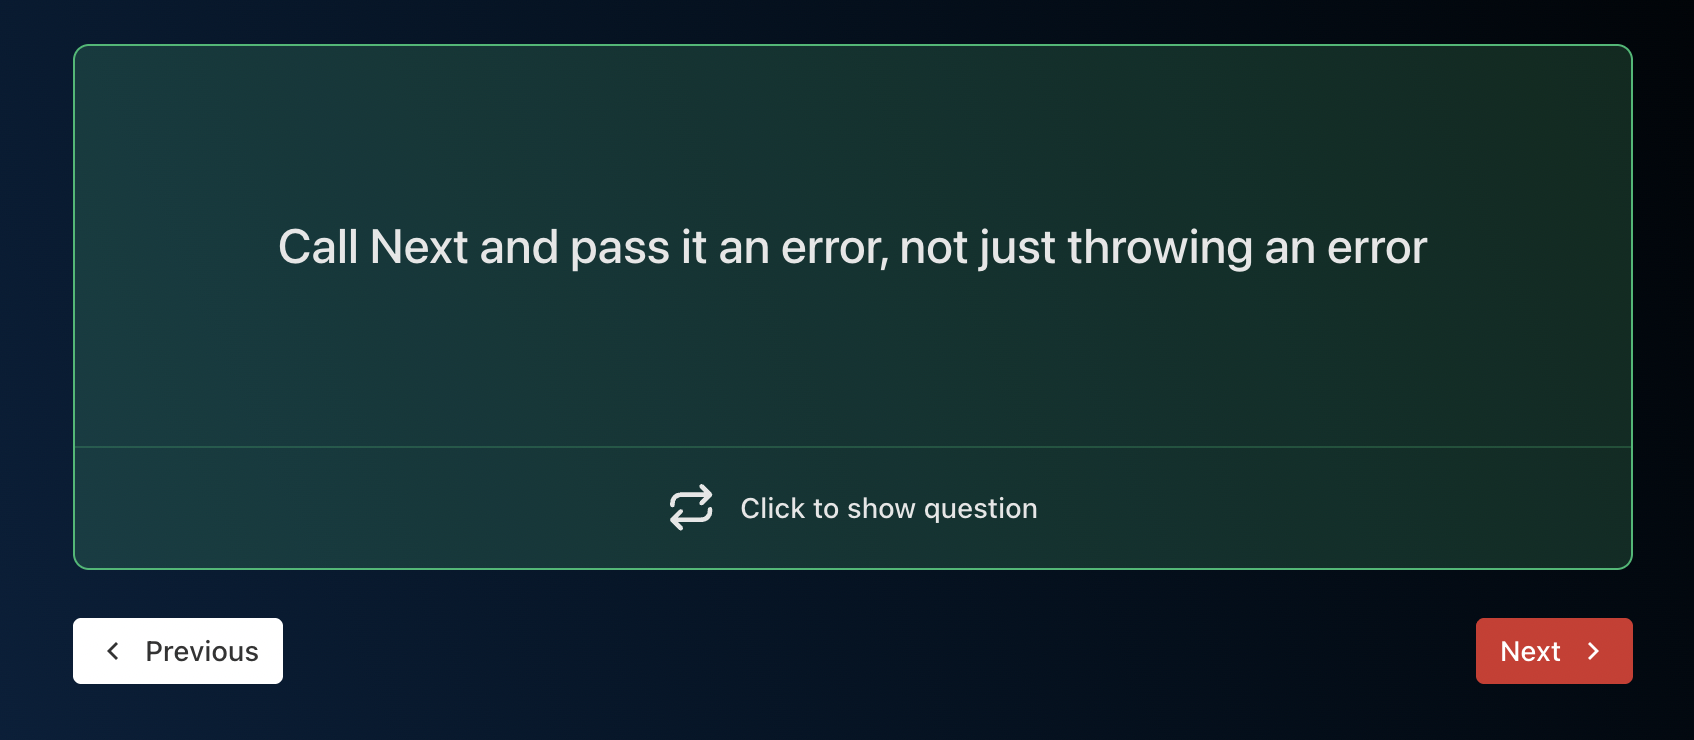 Call Next and pass it an error, not just throwing an error
Click to show question
Previous
Next